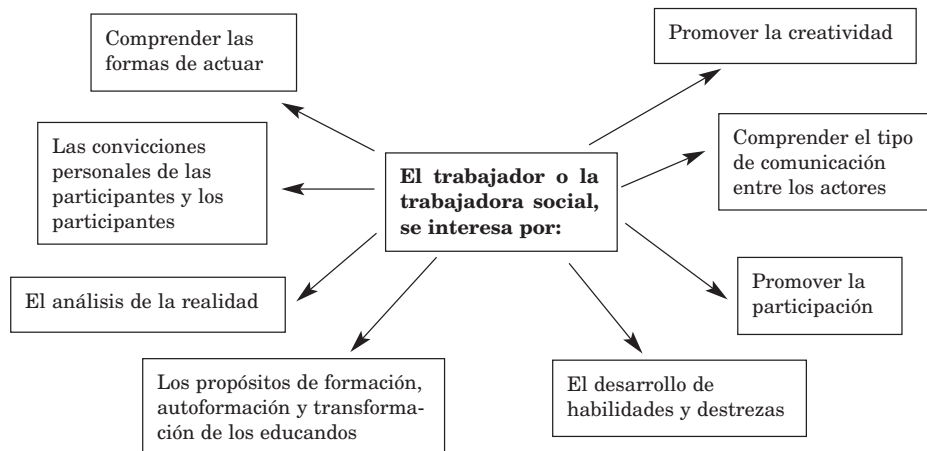 Comprender las
formas de actuar
Promover la creatividad
Las convicciones
personales de las
participantes y los
participantes
El trabajador o la
trabajadora social,
se interesa por:
Comprender el tipo
de comunicación
entre los actores
El análisis de la realidad
Promover la
participación
Los propósitos de formación,
autoformación y transforma-
ción de los educandos
El desarrollo de
habilidades y destrezas